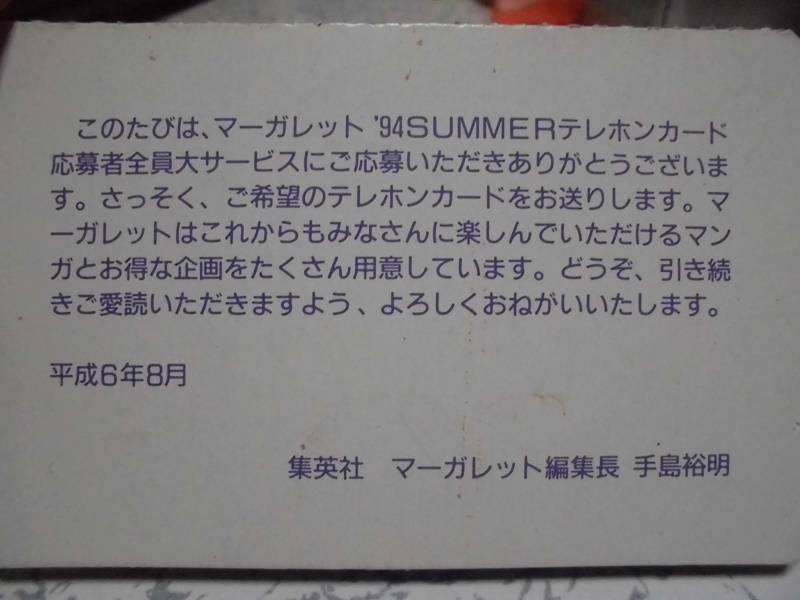 このたびは、マーガレット '94SUMMERテレホンカード
応募者全員大サービスにご応募いただきありがとうございま
す。さっそく、ご希望のテレホンカードをお送りします。マ
ーガレットはこれからもみなさんに楽しんでいただけるマン
ガとお得な企画をたくさん用意しています。どうぞ、引き続
きご愛読いただきますよう、よろしくおねがいいたします。
平成6年8月
集英社　マーガレット編集長 手島裕明